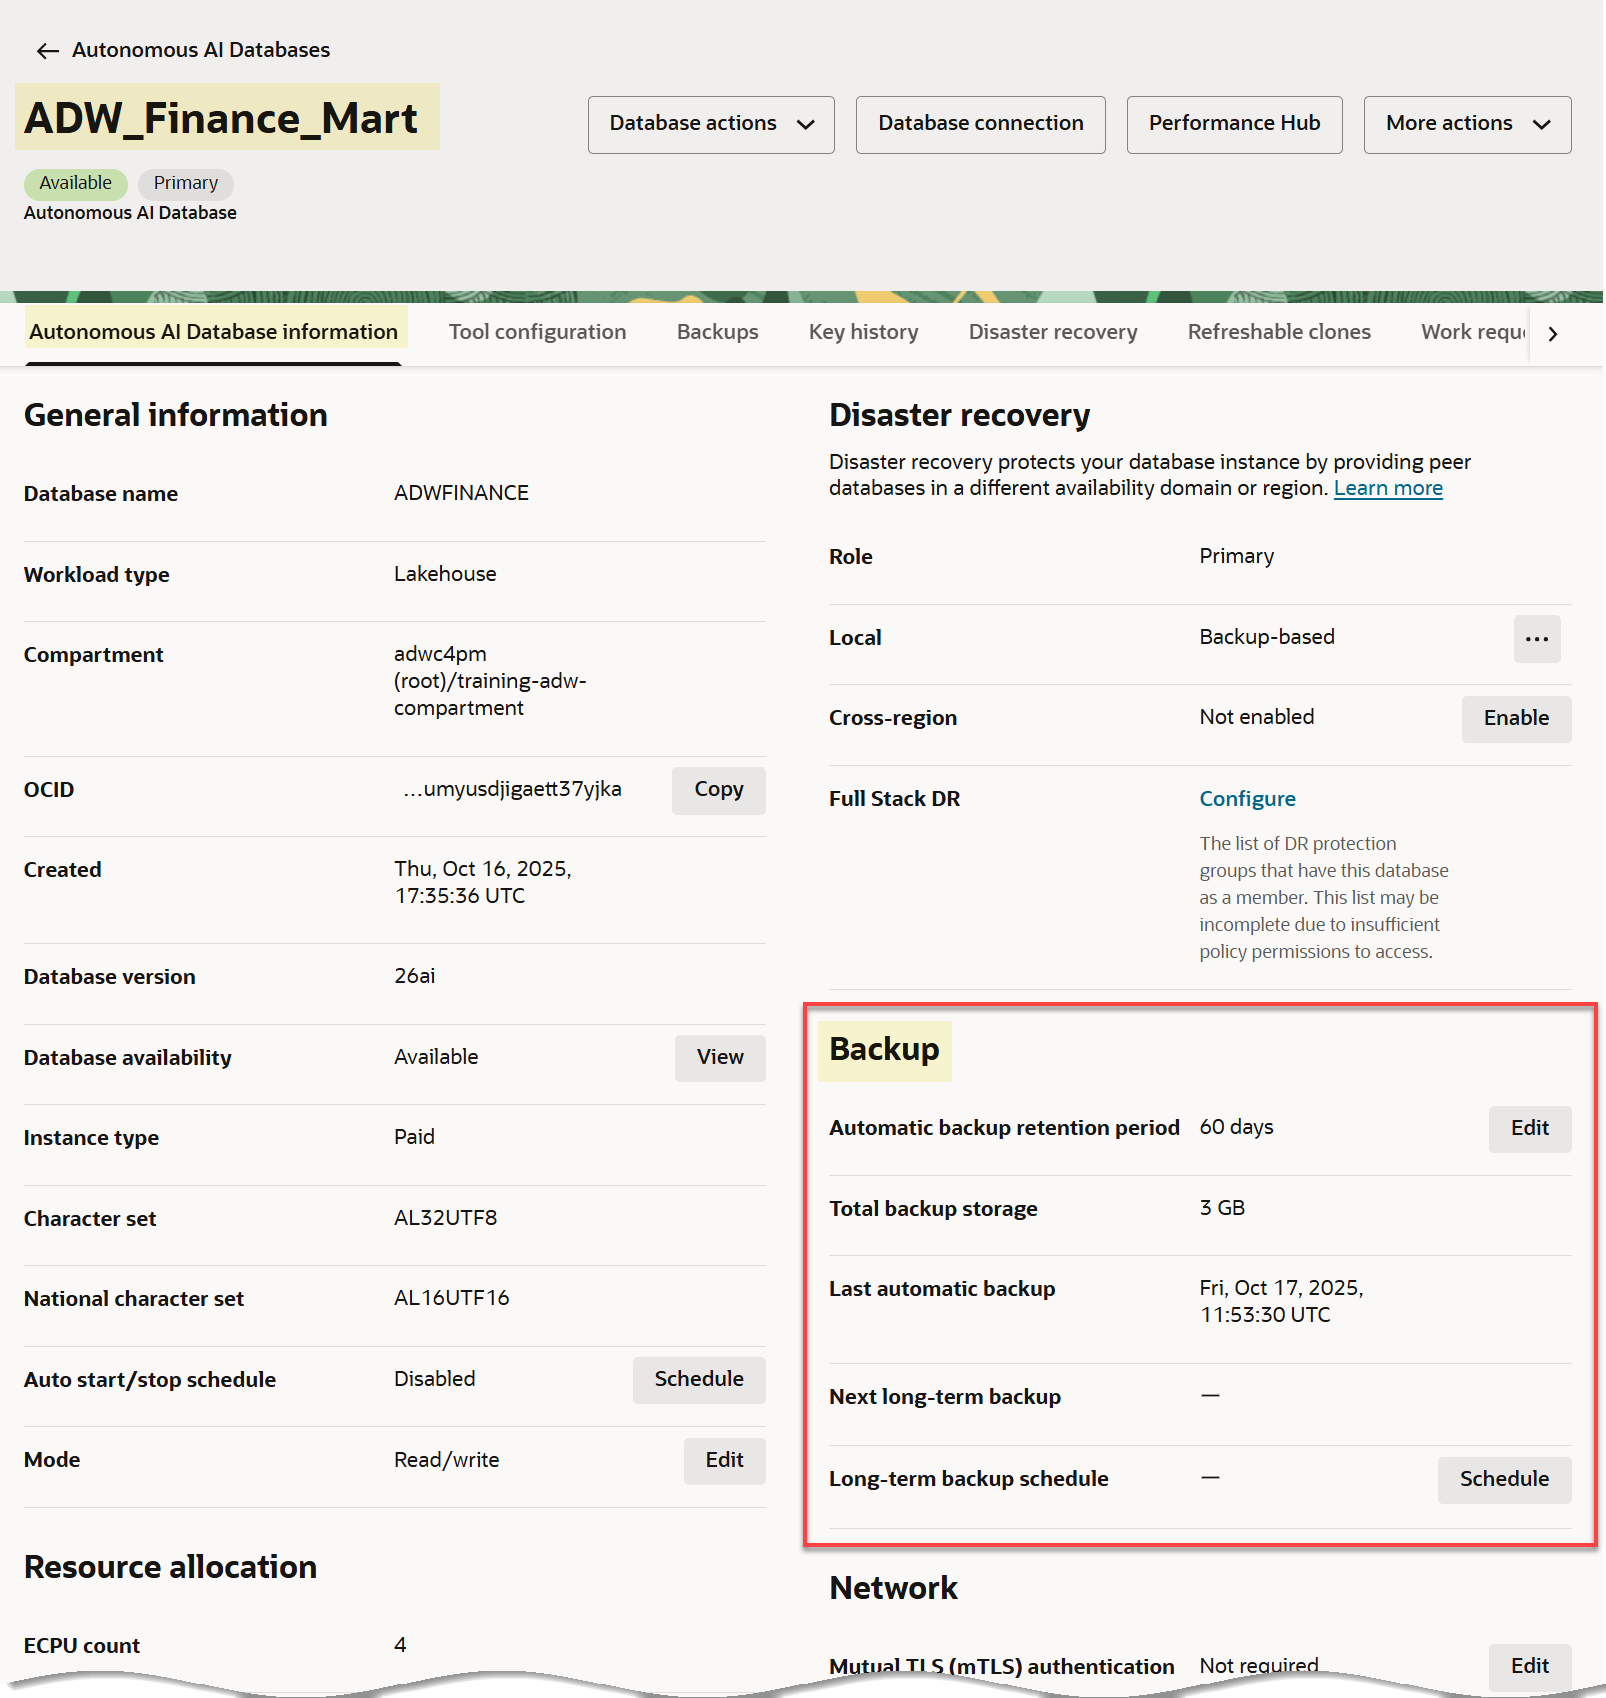 Autonomous AI Databases
ADW_Finance_Mart
Database actions
Database connection
Performance Hub
More actions
Available
Primary
Autonomous AI Database
Autonomous AI Database information
Tool configuration
Backups
Key history
Disaster recovery
Refreshable clones
Work requ
General information
Database name
ADWFINANCE
Workload type
Lakehouse
Compartment
adwc4pm
(root)/training-adw-
compartment
OCID
...umyusdjigaett37yjka
Copy
Created
Thu, Oct 16, 2025,
17:35:36 UTC
Database version
26ai
Database availability
Available
View
Instance type
Paid
Character set
AL32UTF8
National character set
AL16UTF16
Auto start/stop schedule
Disabled
Schedule
Mode
Read/write
Edit
Resource allocation
ECPU count
4
Disaster recovery
Disaster recovery protects your database instance by providing peer
databases in a different availability domain or region. Learn more
Role
Primary
Local
Backup-based
...
Cross-region
Not enabled
Enable
Full Stack DR
Configure
The list of DR protection
groups that have this database
as a member. This list may be
incomplete due to insufficient
policy permissions to access.
Backup
Automatic backup retention period
60 days
Edit
Total backup storage
3 GB
Last automatic backup
Fri, Oct 17, 2025,
11:53:30 UTC
Next long-term backup
—
Long-term backup schedule
—
Schedule
Network
Mutual TLS (mTLS) authentication
Not required
Edit